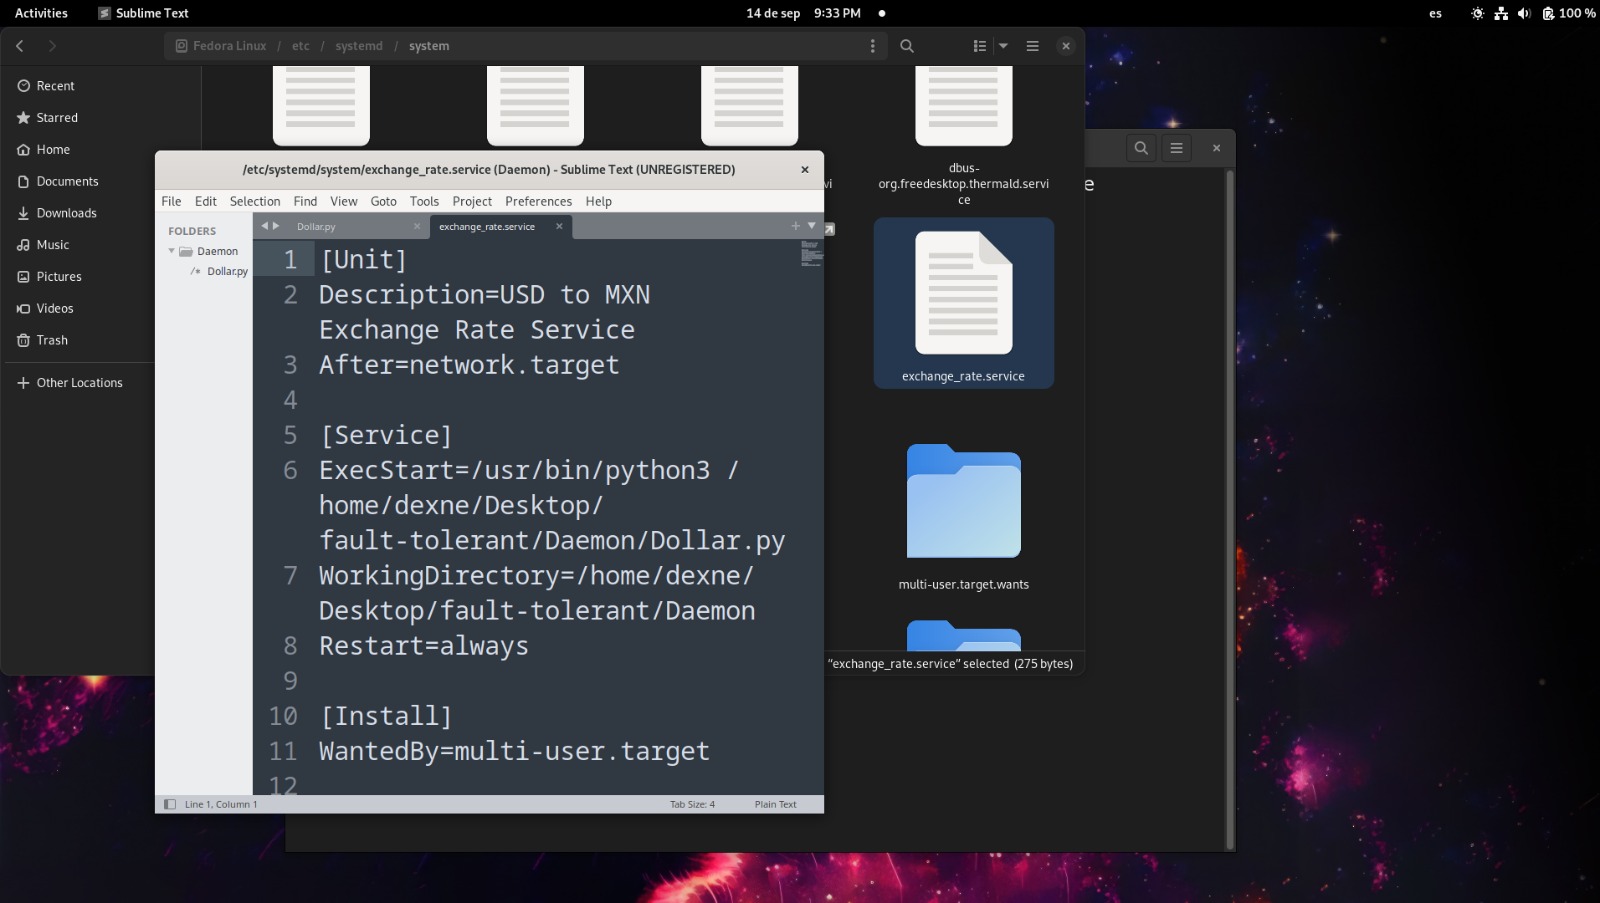 Activities
Sublime Text
14 de sep 9:33 PM
es
100 %
Fedora Linux / etc / systemd / system
Recent
Starred
Home
Documents
Downloads
Music
Pictures
Videos
Trash
Other Locations
dbus-
org.freedesktop.thermald.servi
ce
vi
e
exchange_rate.service
multi-user.target.wants
“exchange_rate.service” selected (275 bytes)
/etc/systemd/system/exchange_rate.service (Daemon) - Sublime Text (UNREGISTERED)
File Edit Selection Find View Goto Tools Project Preferences Help
FOLDERS
Daemon
/* Dollar.py
Dollar.py
exchange_rate.service
1 [Unit]
2 Description=USD to MXN
Exchange Rate Service
3 After=network.target
4
5 [Service]
6 ExecStart=/usr/bin/python3 /
home/dexne/Desktop/
fault-tolerant/Daemon/Dollar.py
7 WorkingDirectory=/home/dexne/
Desktop/fault-tolerant/Daemon
8 Restart=always
9
10 [Install]
11 WantedBy=multi-user.target
12
Line 1, Column 1
Tab Size: 4
Plain Text